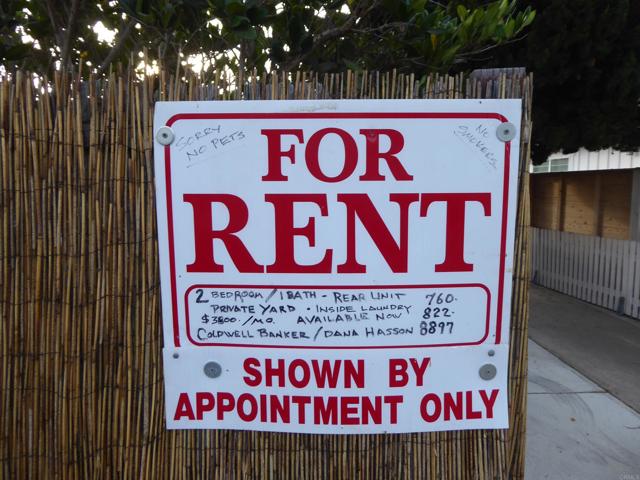 SORRY
NO PETS
NO
SMOKERS
FOR
RENT
2 BEDROOM / 1 BATH - REAR UNIT 760-
PRIVATE YARD • INSIDE LAUNDRY 822-
$3800. /MO. AVAILABLE NOW 8897
COLDWELL BANKER / DANA HASSON
SHOWN BY
APPOINTMENT ONLY